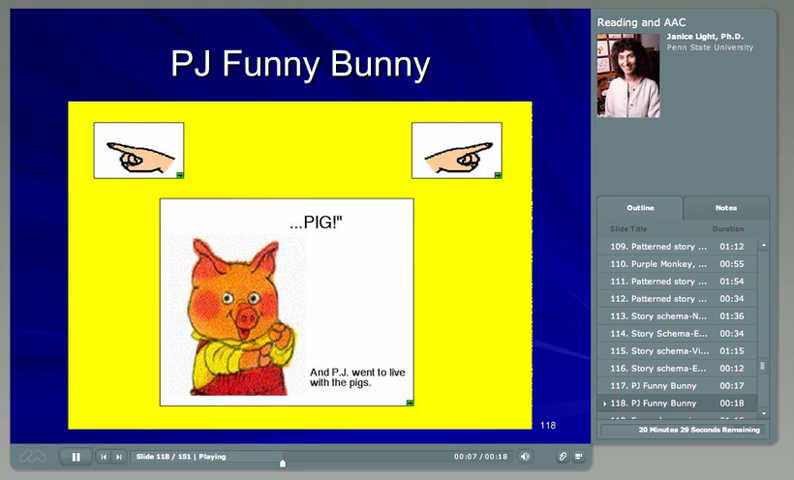 PJ Funny Bunny
...PIG!"
And P.J. went to live
with the pigs.
118
Reading and AAC
Janice Light, Ph.D.
Penn State University
Outline
Notes
Slide Title
Duration
109. Patterned story ... 01:12
110. Purple Monkey, ... 00:55
111. Patterned story ... 01:54
112. Patterned story ... 00:34
113. Story schema-N... 01:36
114. Story Schema-E... 00:34
115. Story schema-Vi... 01:15
116. Story schema-E... 00:12
117. PJ Funny Bunny 00:17
118. PJ Funny Bunny 00:18
20 Minutes 29 Seconds Remaining
Slide 118 / 151 | Playing
00:07 / 00:18